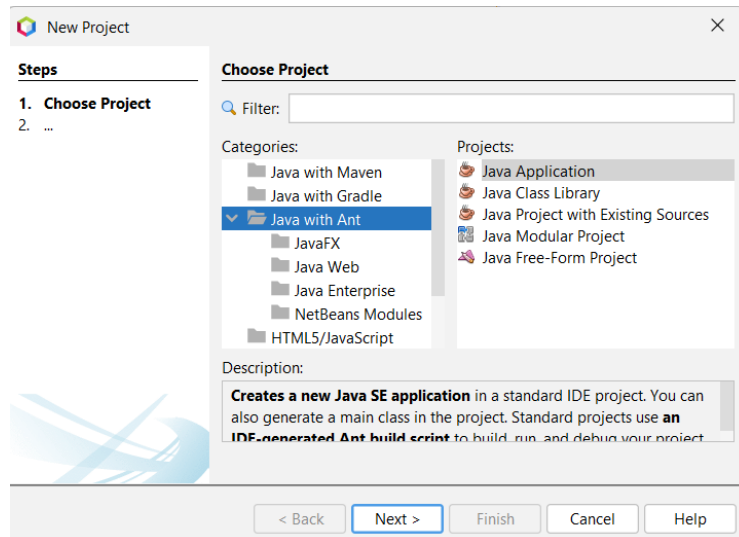 New Project
Steps
1. Choose Project
2. ...
Choose Project
Filter:
Categories:
Java with Maven
Java with Gradle
Java with Ant
JavaFX
Java Web
Java Enterprise
NetBeans Modules
HTML5/JavaScript
Projects:
Java Application
Java Class Library
Java Project with Existing Sources
Java Modular Project
Java Free-Form Project
Description:
Creates a new Java SE application in a standard IDE project. You can
also generate a main class in the project. Standard projects use an
IDE-generated Ant build script to build, run, and debug your project
< Back
Next >
Finish
Cancel
Help